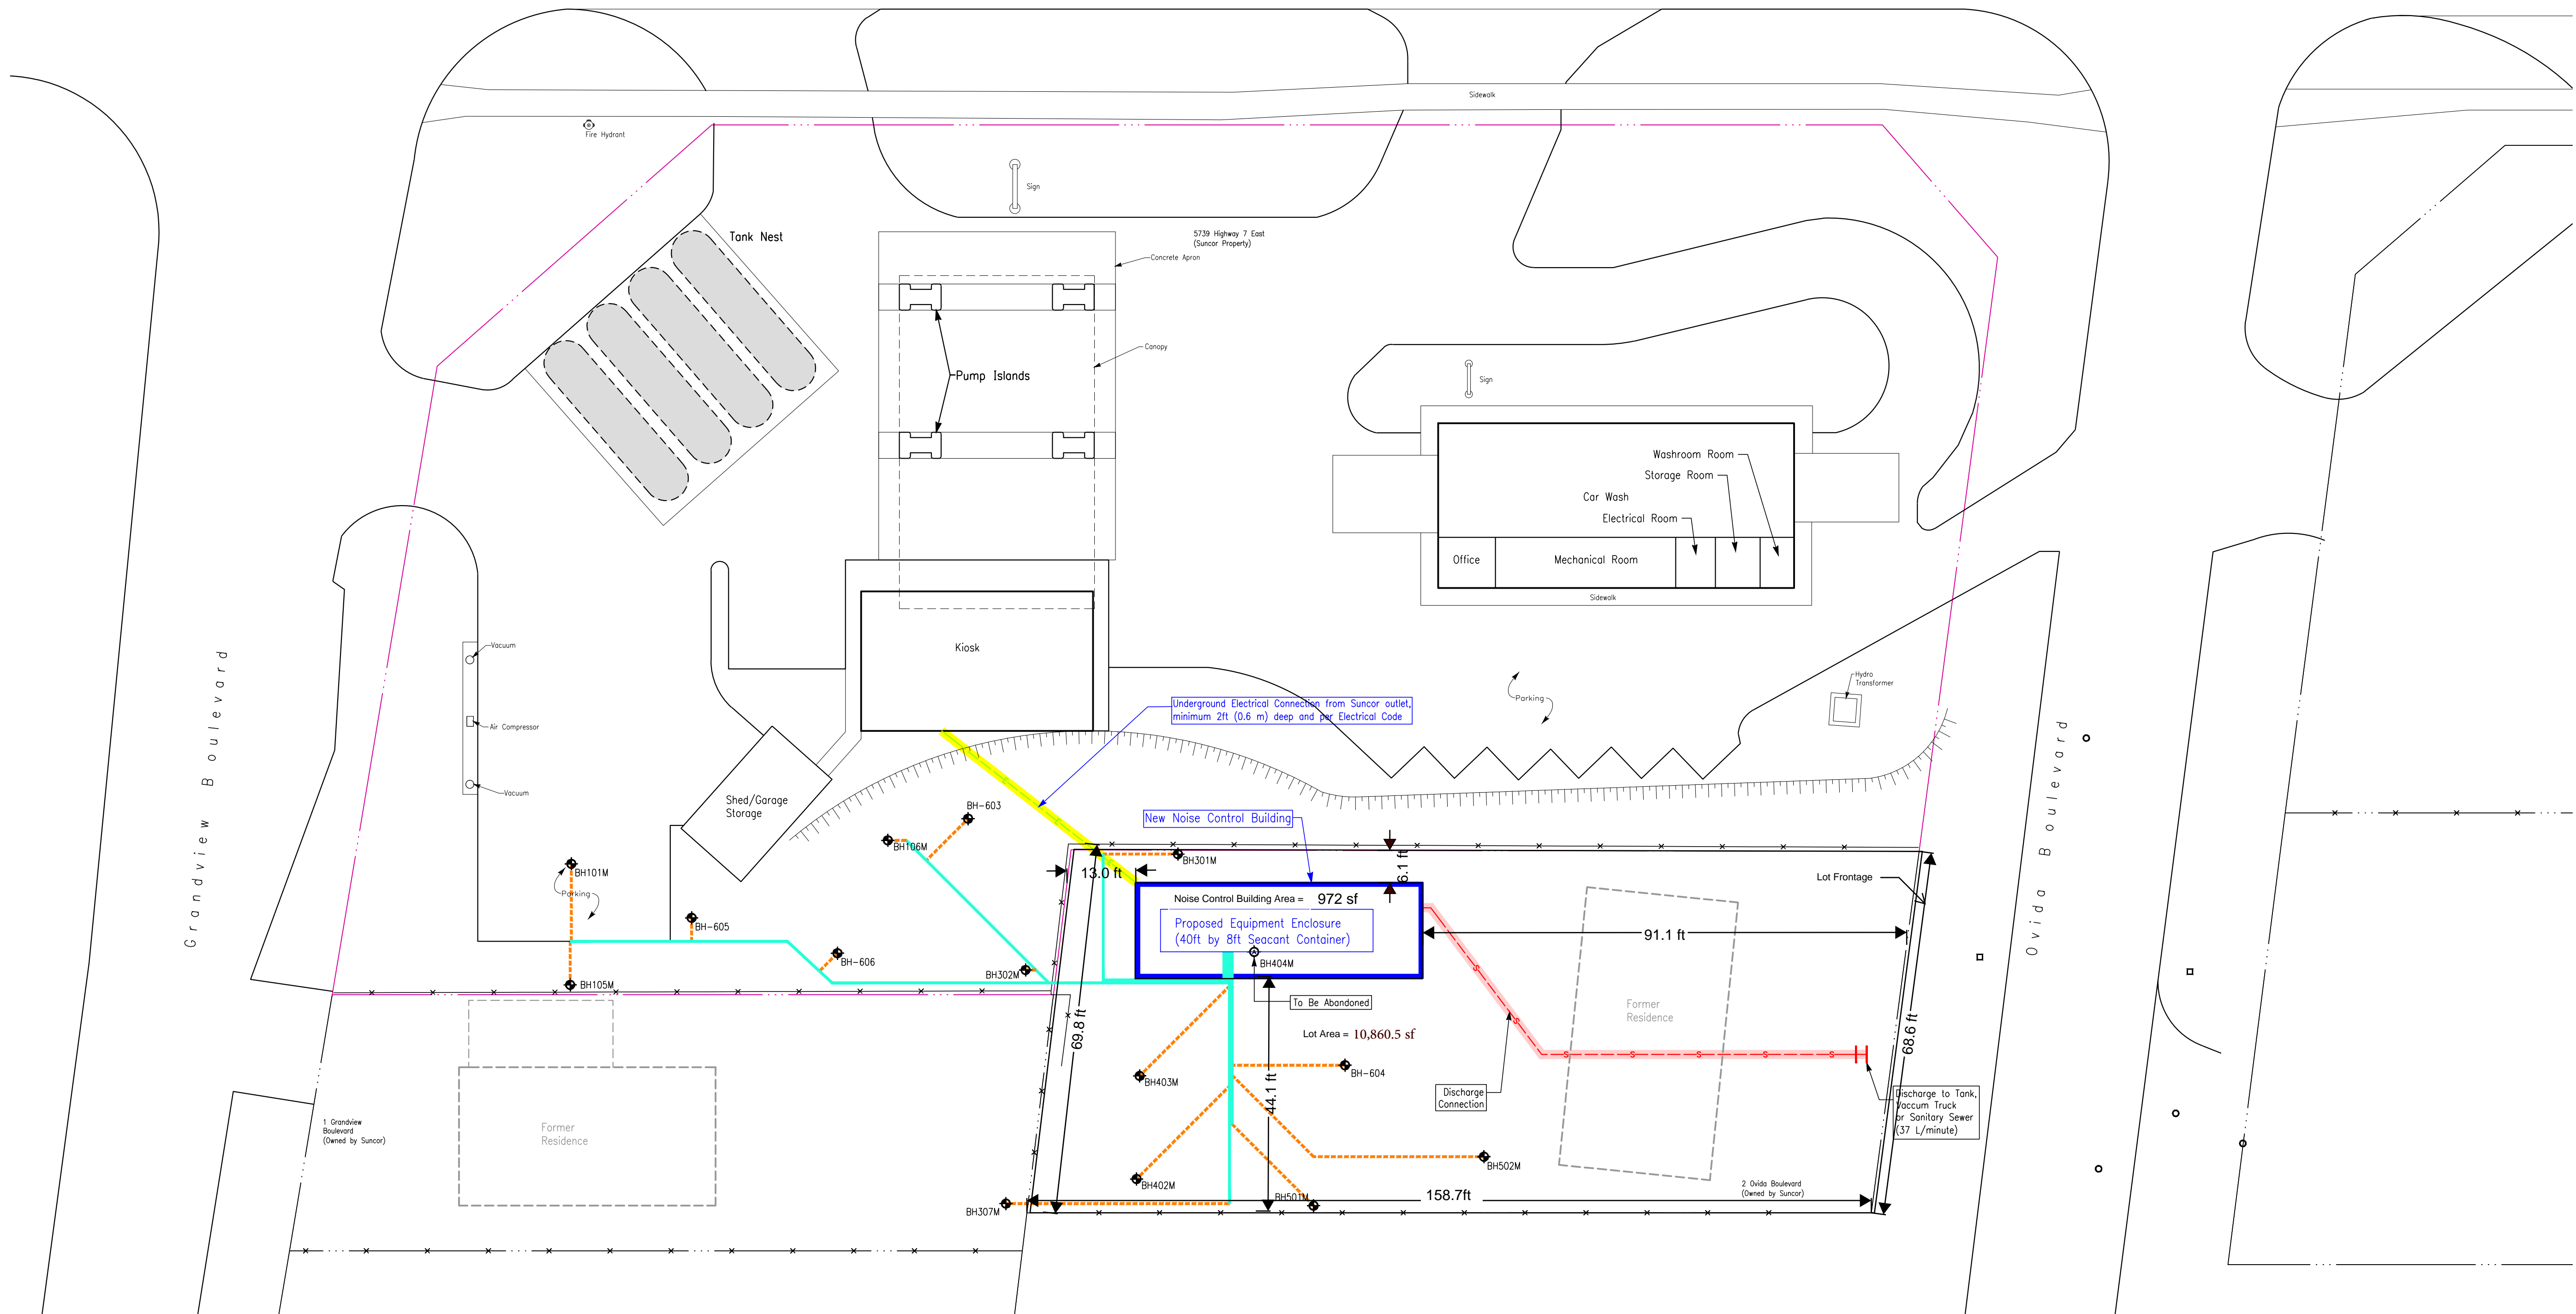 Sidewalk
Fire Hydrant
Sign
Tank Nest
5739 Highway 7 East
(Suncor Property)
Concrete Apron
Canopy
Pump Islands
Sign
Washroom Room
Storage Room
Car Wash
Electrical Room
Office
Mechanical Room
Sidewalk
Kiosk
Vacuum
Air Compressor
Vacuum
Grandview Boulevard
Shed/Garage
Storage
Underground Electrical Connection from Suncor outlet,
minimum 2ft (0.6 m) deep and per Electrical Code
Parking
Hydro
Transformer
Ovida Boulevard
BH-603
BH106M
New Noise Control Building
BH301M
6.1 ft
13.0 ft
BH101M
Parking
BH-605
BH-606
BH302M
BH105M
Noise Control Building Area = 972 sf
Proposed Equipment Enclosure
(40ft by 8ft Seacant Container)
BH404M
To Be Abandoned
Lot Area = 10,860.5 sf
Lot Frontage
91.1 ft
Former
Residence
S
S
S
S
S
S
S
69.8 ft
68.6 ft
44.1 ft
BH403M
BH-604
Discharge
Connection
Discharge to Tank,
Vaccum Truck
or Sanitary Sewer
(37 L/minute)
1 Grandview
Boulevard
(Owned by Suncor)
Former
Residence
BH402M
BH502M
BH501M
BH307M
158.7ft
2 Ovida Boulevard
(Owned by Suncor)